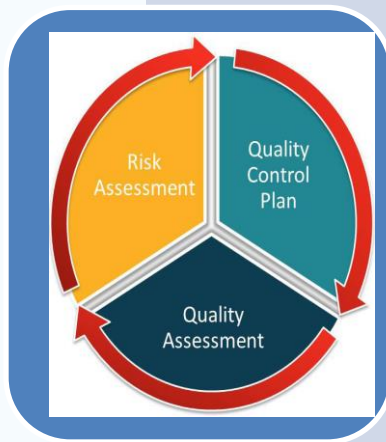 Risk
Assessment
Quality
Control
Plan
Quality
Assessment